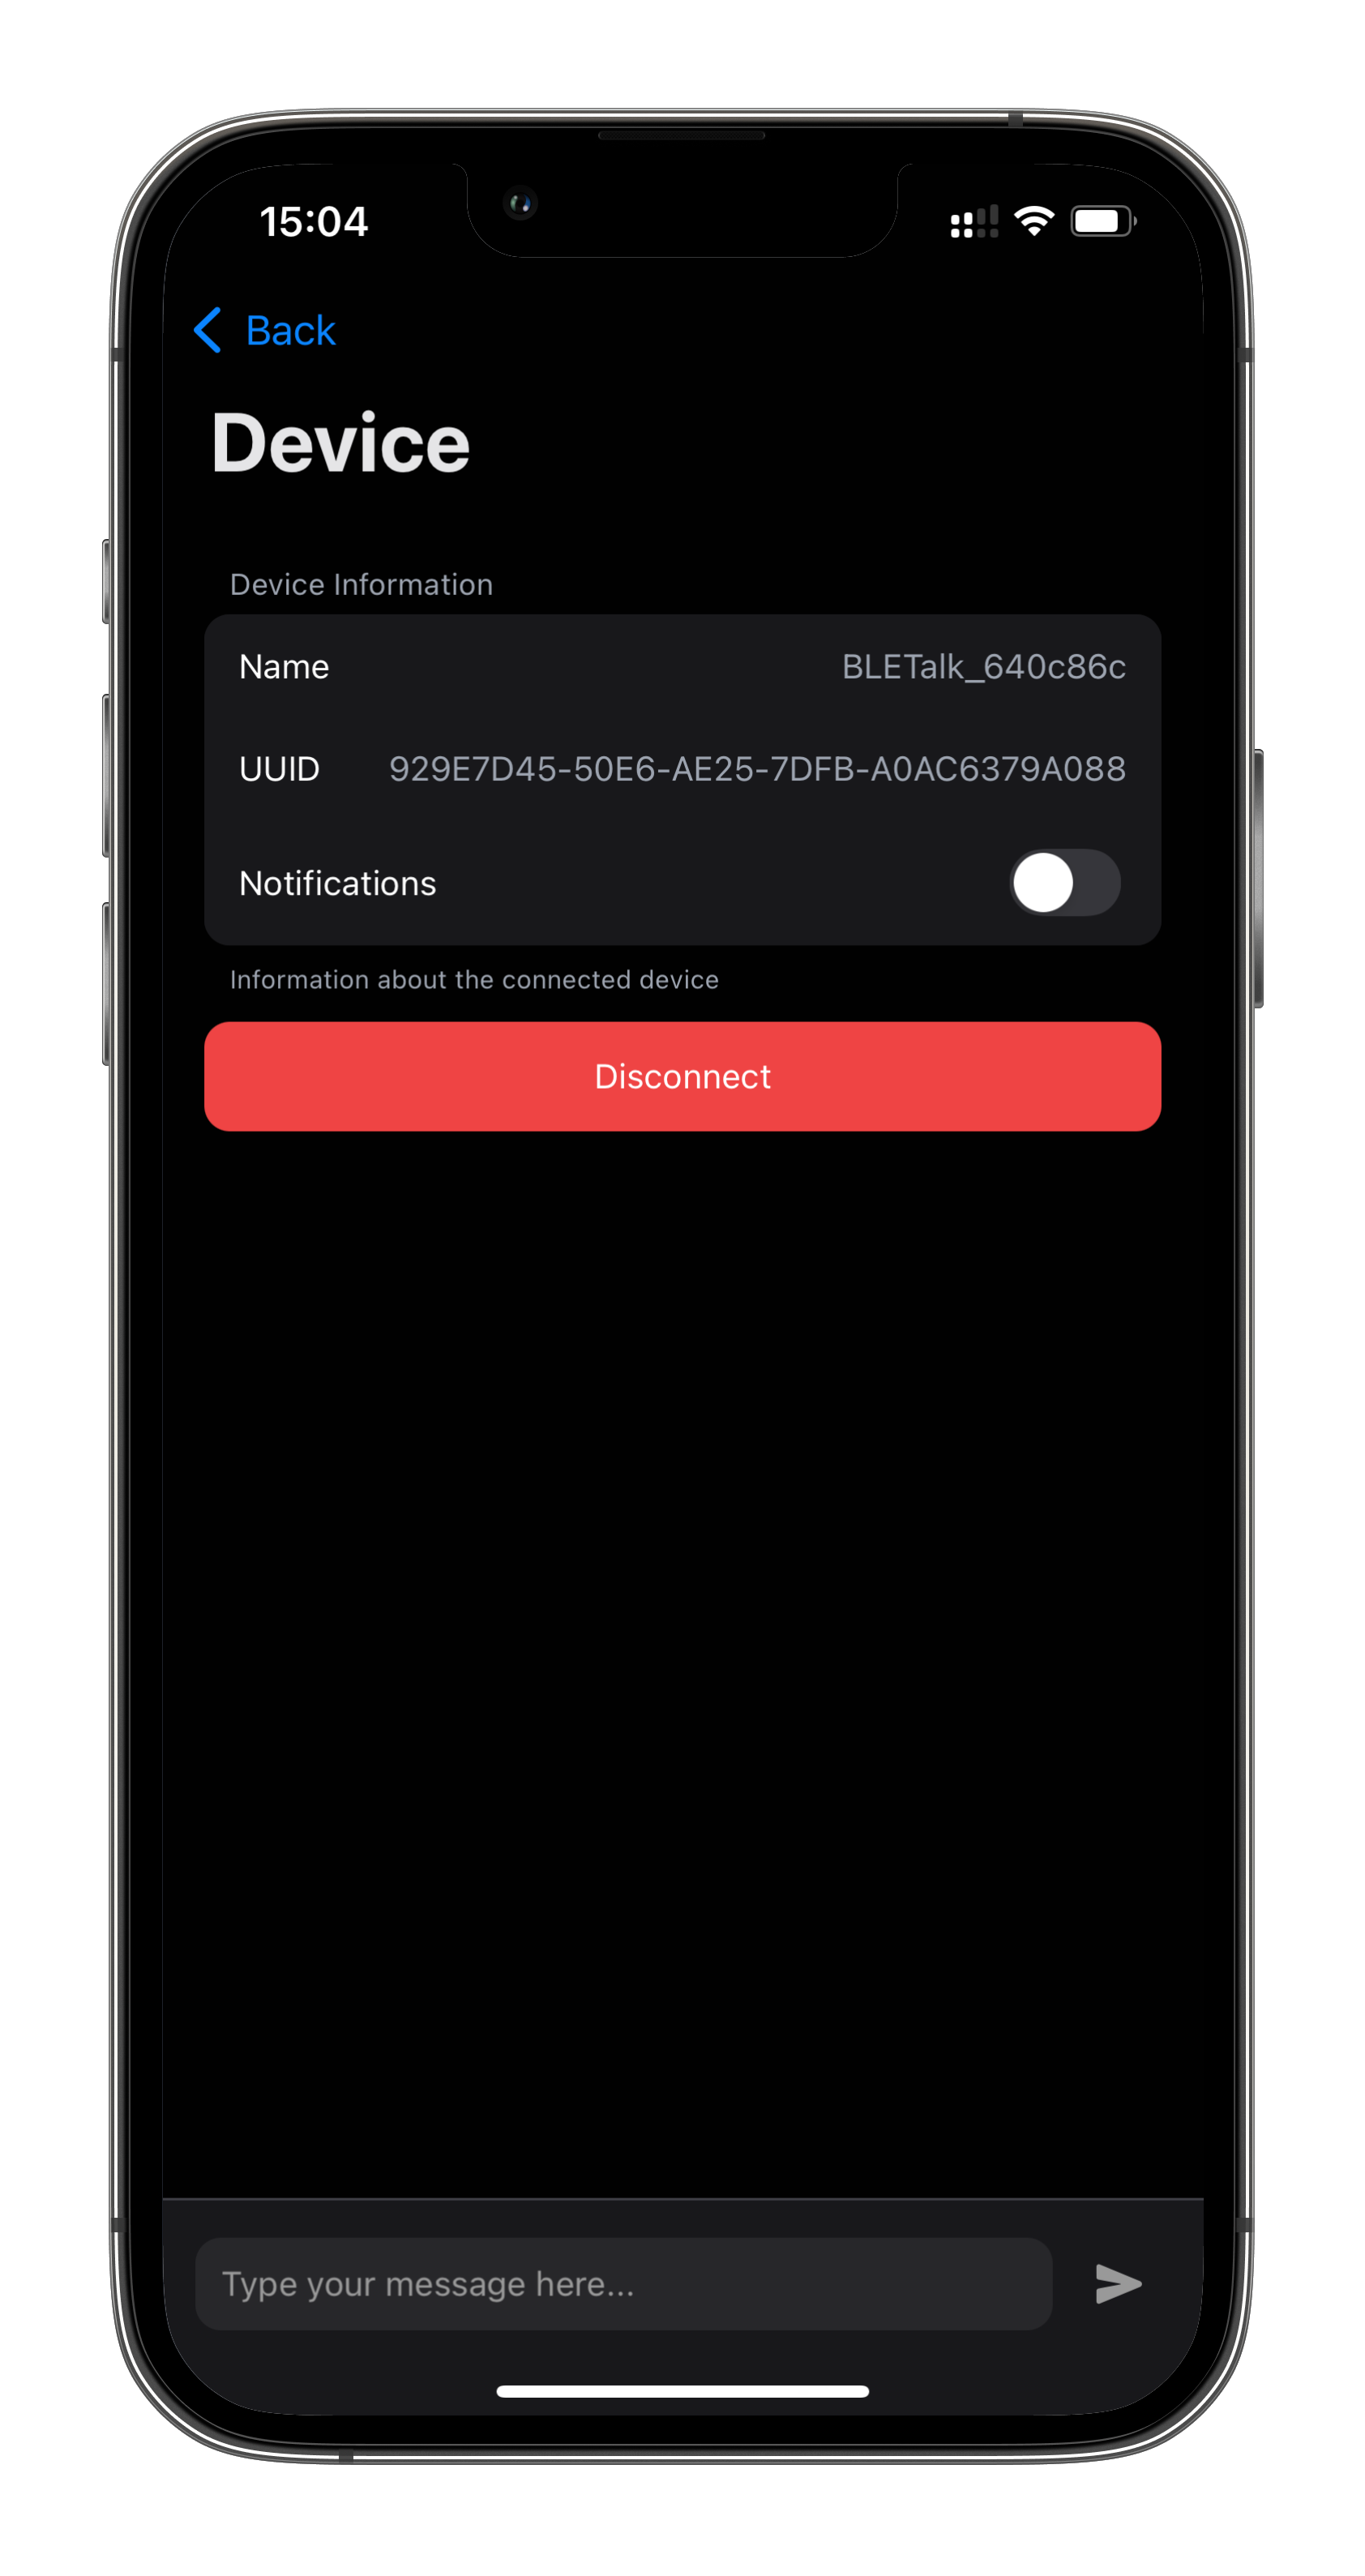 15:04
Back
Device
Device Information
Name BLETalk_640c86c
UUID 929E7D45-50E6-AE25-7DFB-A0AC6379A088
Notifications
Information about the connected device
Disconnect
Type your message here...